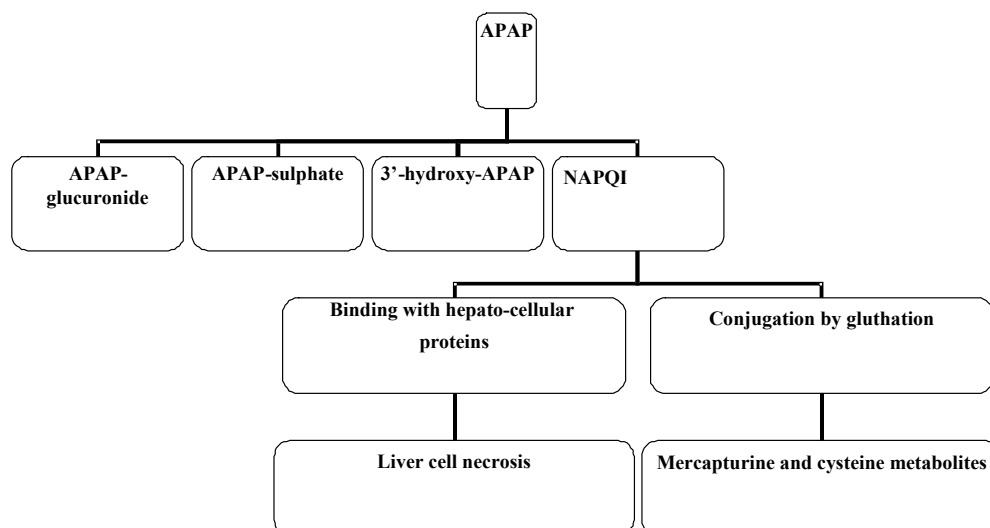 APAP
APAP-
glucuronide
APAP-sulphate
3’-hydroxy-APAP
NAPQI
Binding with hepato-cellular
proteins
Conjugation by gluthation
Liver cell necrosis
Mercapturine and cysteine metabolites